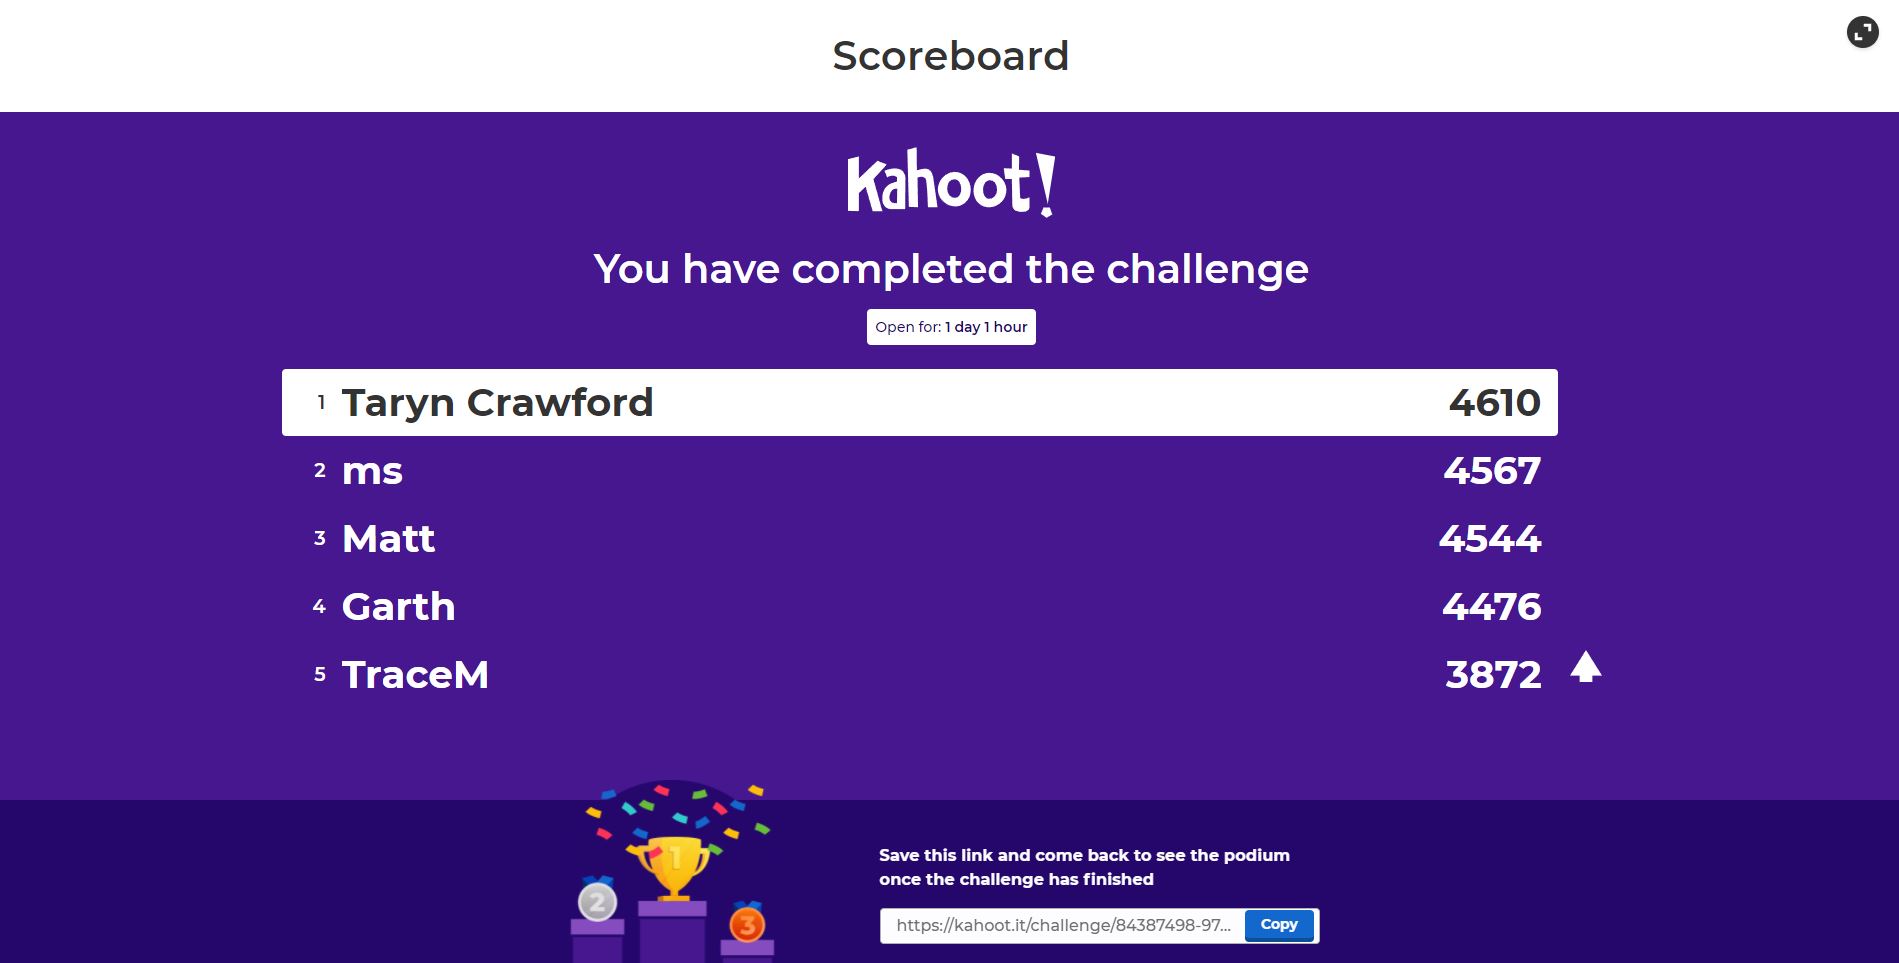 Scoreboard
Kahoot!
You have completed the challenge
Open for: 1 day 1 hour
1 Taryn Crawford 4610
2 ms 4567
3 Matt 4544
4 Garth 4476
5 TraceM 3872
1
2
3
Save this link and come back to see the podium
once the challenge has finished
https://kahoot.it/challenge/84387498-97... Copy